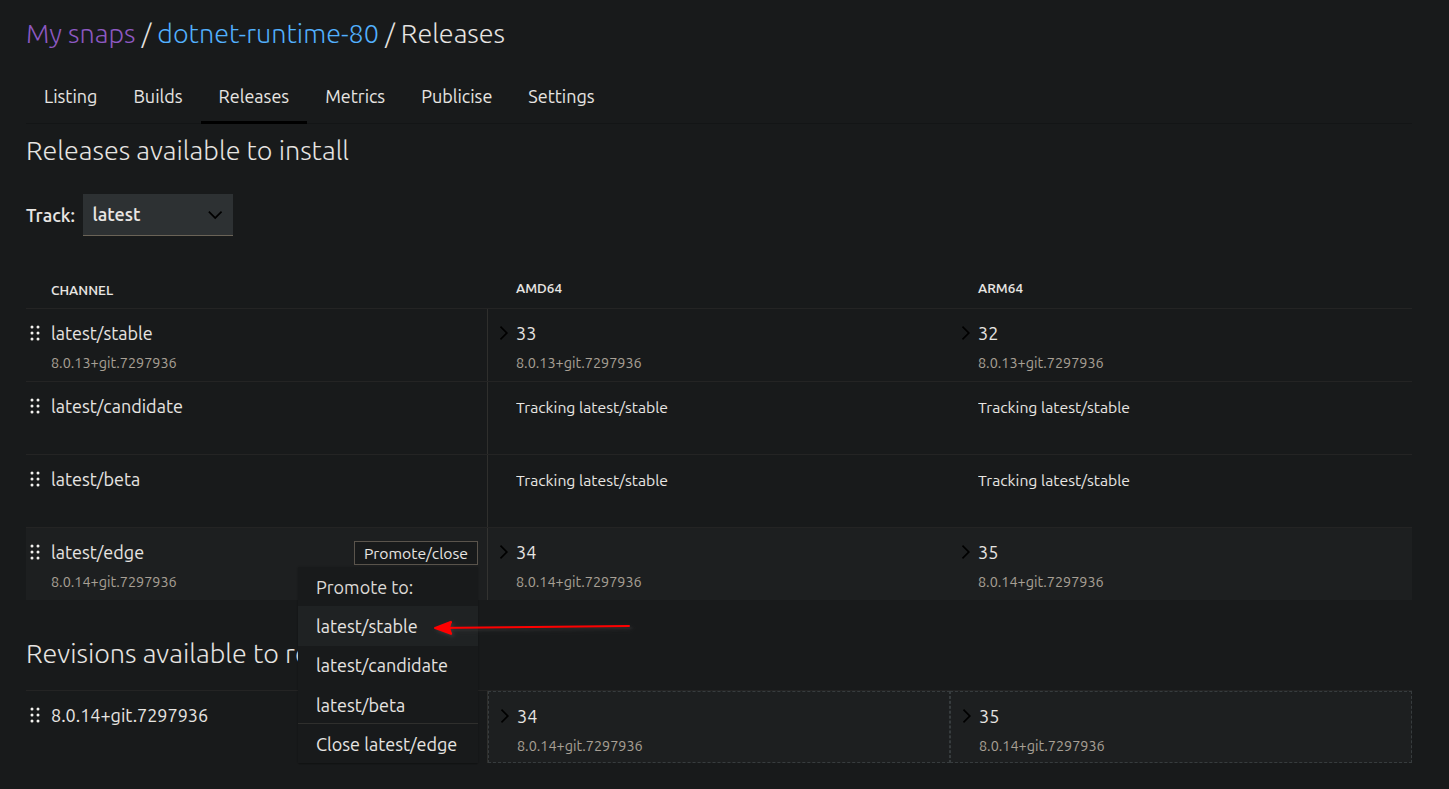 My snaps / dotnet-runtime-80 / Releases
Listing Builds Releases Metrics Publicise Settings
Releases available to install
Track: latest
CHANNEL AMD64 ARM64
latest/stable 33 32
8.0.13+git.7297936 8.0.13+git.7297936 8.0.13+git.7297936
latest/candidate Tracking latest/stable Tracking latest/stable
latest/beta Tracking latest/stable Tracking latest/stable
latest/edge Promote/close 34 35
8.0.14+git.7297936 8.0.14+git.7297936 8.0.14+git.7297936
Promote to:
latest/stable
latest/candidate
latest/beta
Close latest/edge
Revisions available to
8.0.14+git.7297936 34 35
8.0.14+git.7297936 8.0.14+git.7297936